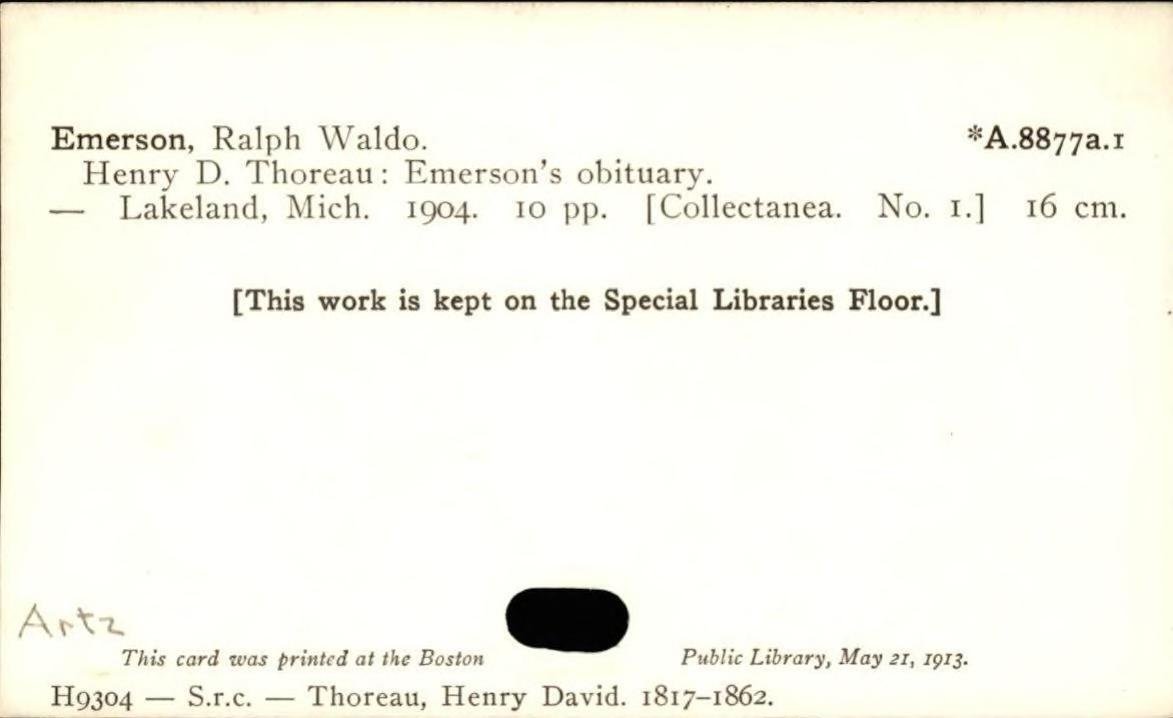 Emerson, Ralph Waldo. *A.8877a.1
Henry D. Thoreau: Emerson's obituary.
— Lakeland, Mich. 1904. 10 pp. [Collectanea. No. 1.] 16 cm.
[This work is kept on the Special Libraries Floor.]
Artz
This card was printed at the Boston Public Library, May 21, 1913.
H9304 — S.r.c. — Thoreau, Henry David. 1817–1862.